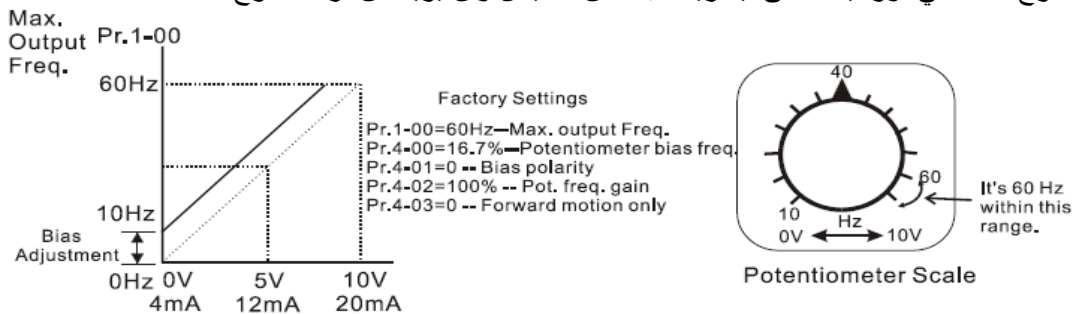 Max.
Output Pr.1-00
Freq.
60Hz
10Hz
Bias
Adjustment
0Hz 0V 5V 10V
4mA 12mA 20mA
Factory Settings
Pr.1-00=60Hz—Max. output Freq.
Pr.4-00=16.7%—Potentiometer bias freq.
Pr.4-01=0 -- Bias polarity
Pr.4-02=100% -- Pot. freq. gain
Pr.4-03=0 -- Forward motion only
40
60
10
Hz
0V 10V
It's 60 Hz
within this
range.
Potentiometer Scale